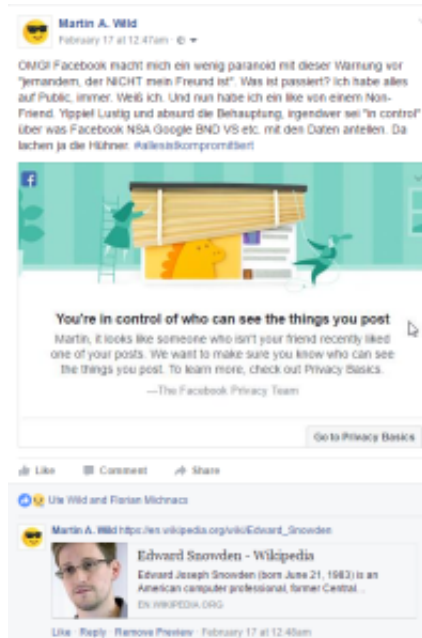 Martin A. Wild
February 17 at 12:47am
OMG! Facebook macht mich ein wenig paranoid mit dieser Warnung vor
"jemandem, der NICHT mein Freund ist". Was ist passiert? Ich habe alles
auf Public, immer. Weiß ich. Und nun habe ich ein like von einem Non-
Friend. Yippie! Lustig und absurd die Behauptung, irgendwer sei "in control"
über was Facebook NSA Google BND VS etc. mit den Daten antellen. Da
lachen ja die Hühner. #allesistkompromittiert
You're in control of who can see the things you post
Martin, it looks like someone who isn't your friend recently liked
one of your posts. We want to make sure you know who can see
the things you post. To learn more, check out Privacy Basics.
—The Facebook Privacy Team
Go to Privacy Basics
Like Comment Share
Ute Wild and Florian Michnacs
Martin A. Wild https://en.wikipedia.org/wiki/Edward_Snowden
Edward Snowden - Wikipedia
Edward Joseph Snowden (born June 21, 1983) is an
American computer professional, former Central...
EN.WIKIPEDIA.ORG
Like · Reply · Remove Preview · February 17 at 12:48am